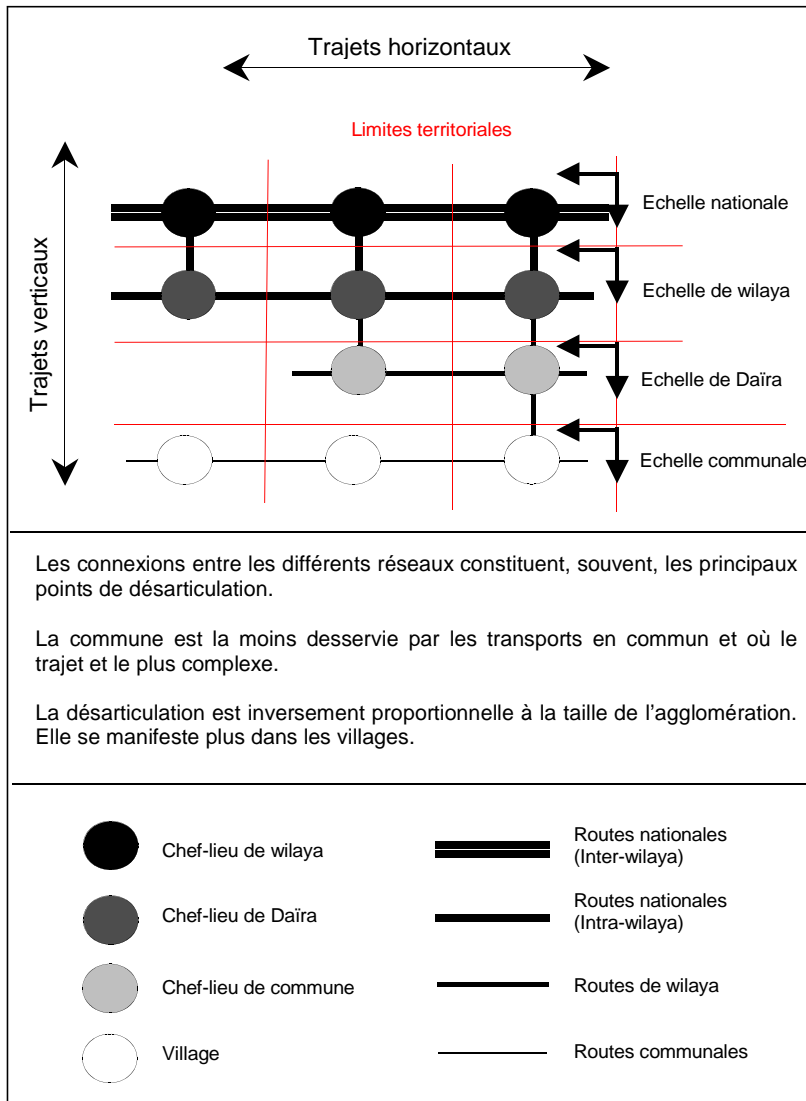 Trajets horizontaux
Limites territoriales
Trajets verticaux
Echelle nationale
Echelle de wilaya
Echelle de Daïra
Echelle communale
Les connexions entre les différents réseaux constituent, souvent, les principaux
points de désarticulation.
La commune est la moins desservie par les transports en commun et où le
trajet et le plus complexe.
La désarticulation est inversement proportionnelle à la taille de l'agglomération.
Elle se manifeste plus dans les villages.
Chef-lieu de wilaya
Routes nationales
(Inter-wilaya)
Chef-lieu de Daïra
Routes nationales
(Intra-wilaya)
Chef-lieu de commune
Routes de wilaya
Village
Routes communales